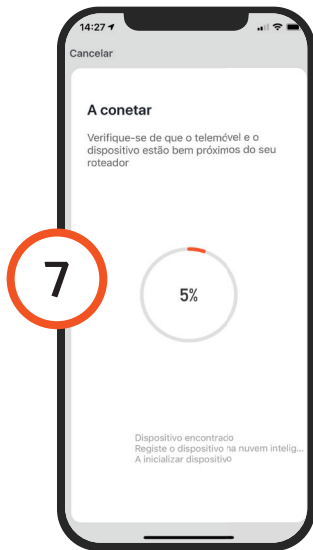 14:27
Cancelar
A conetar
Verifique-se de que o telemóvel e o
dispositivo estão bem próximos do seu
roteador
7
5%
Dispositivo encontrado
Registe o dispositivo na nuvem intelig...
A inicializar dispositivo